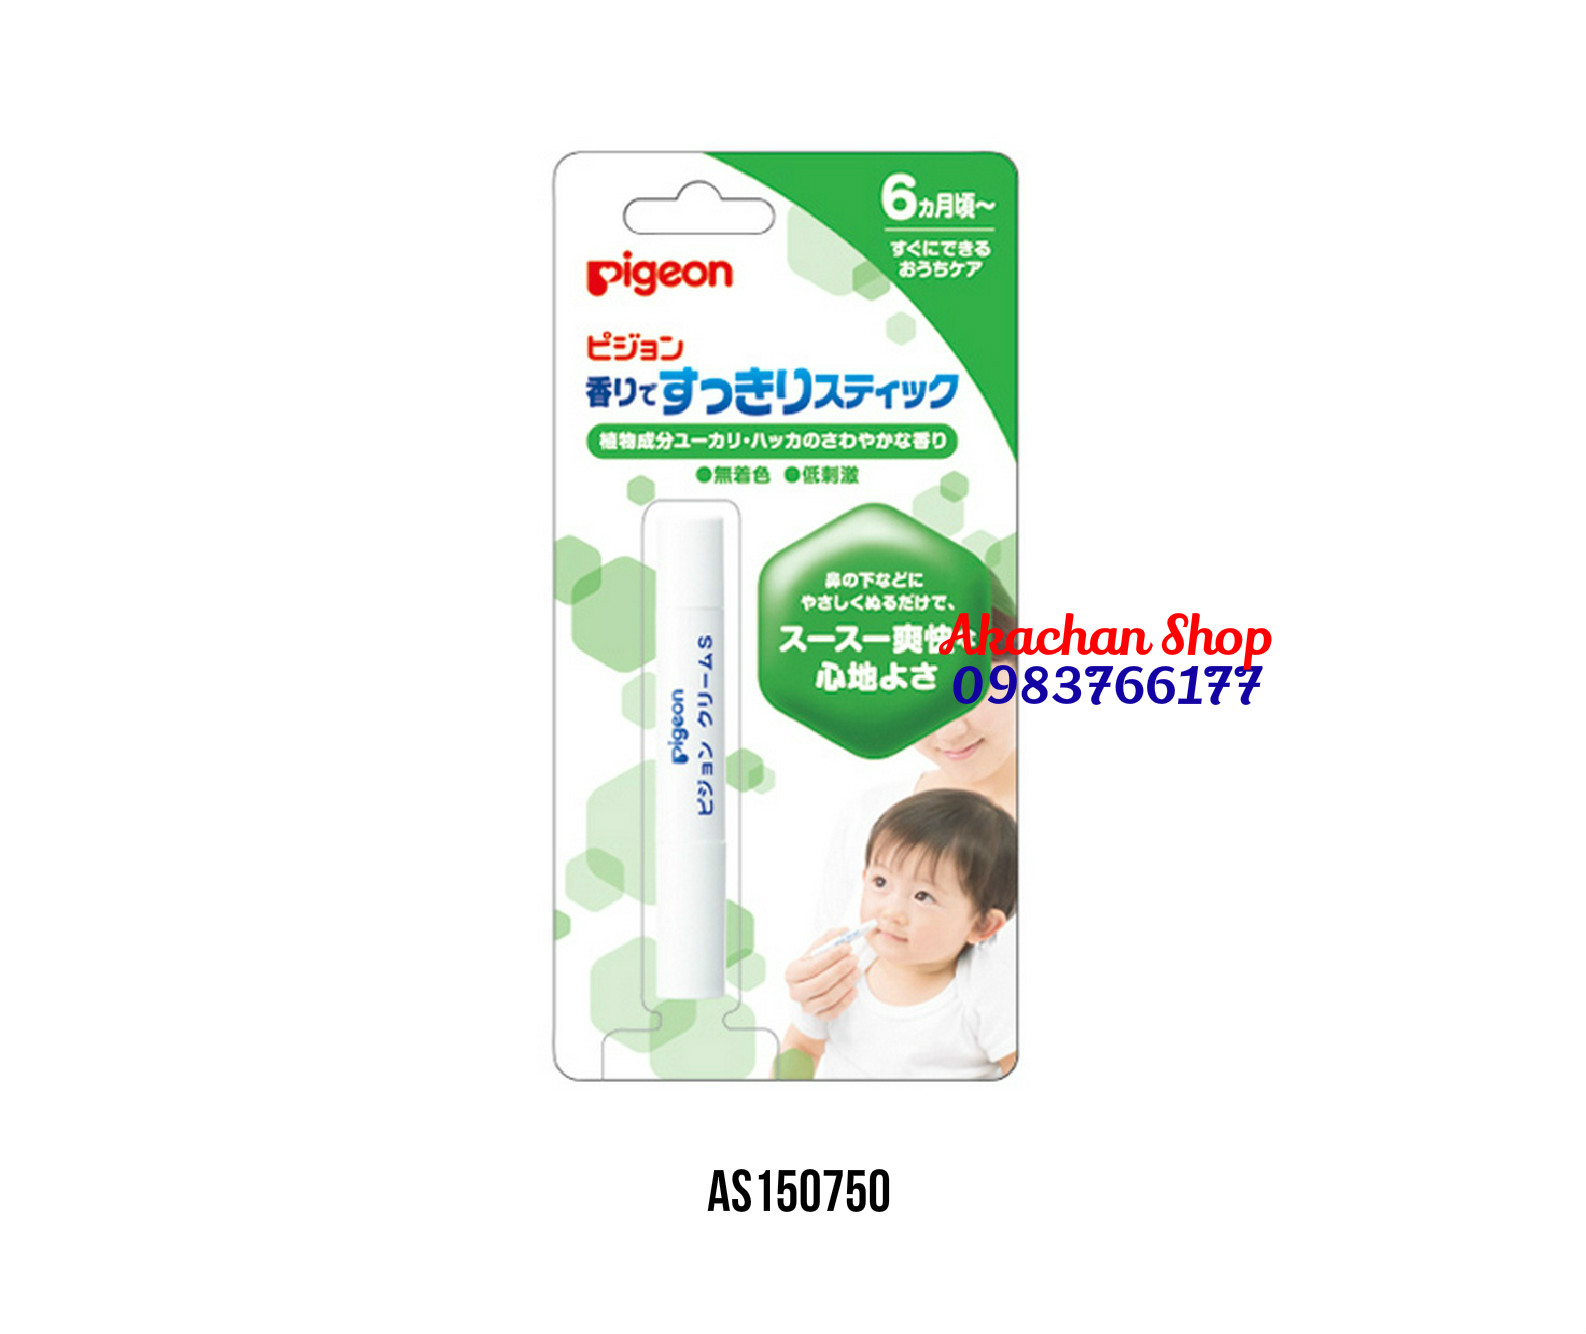 6ヵ月頃～
すぐにできる
おうちケア
pigeon
ピジョン
香りですっきりスティック
植物成分ユーカリ・ハッカのさわやかな香り
●無着色 ●低刺激
鼻の下などに
やさしくぬるだけで、
スースー爽快な
心地よさ
Akachan Shop
0983766177
pigeon
ピジョン クリームS
AS150750